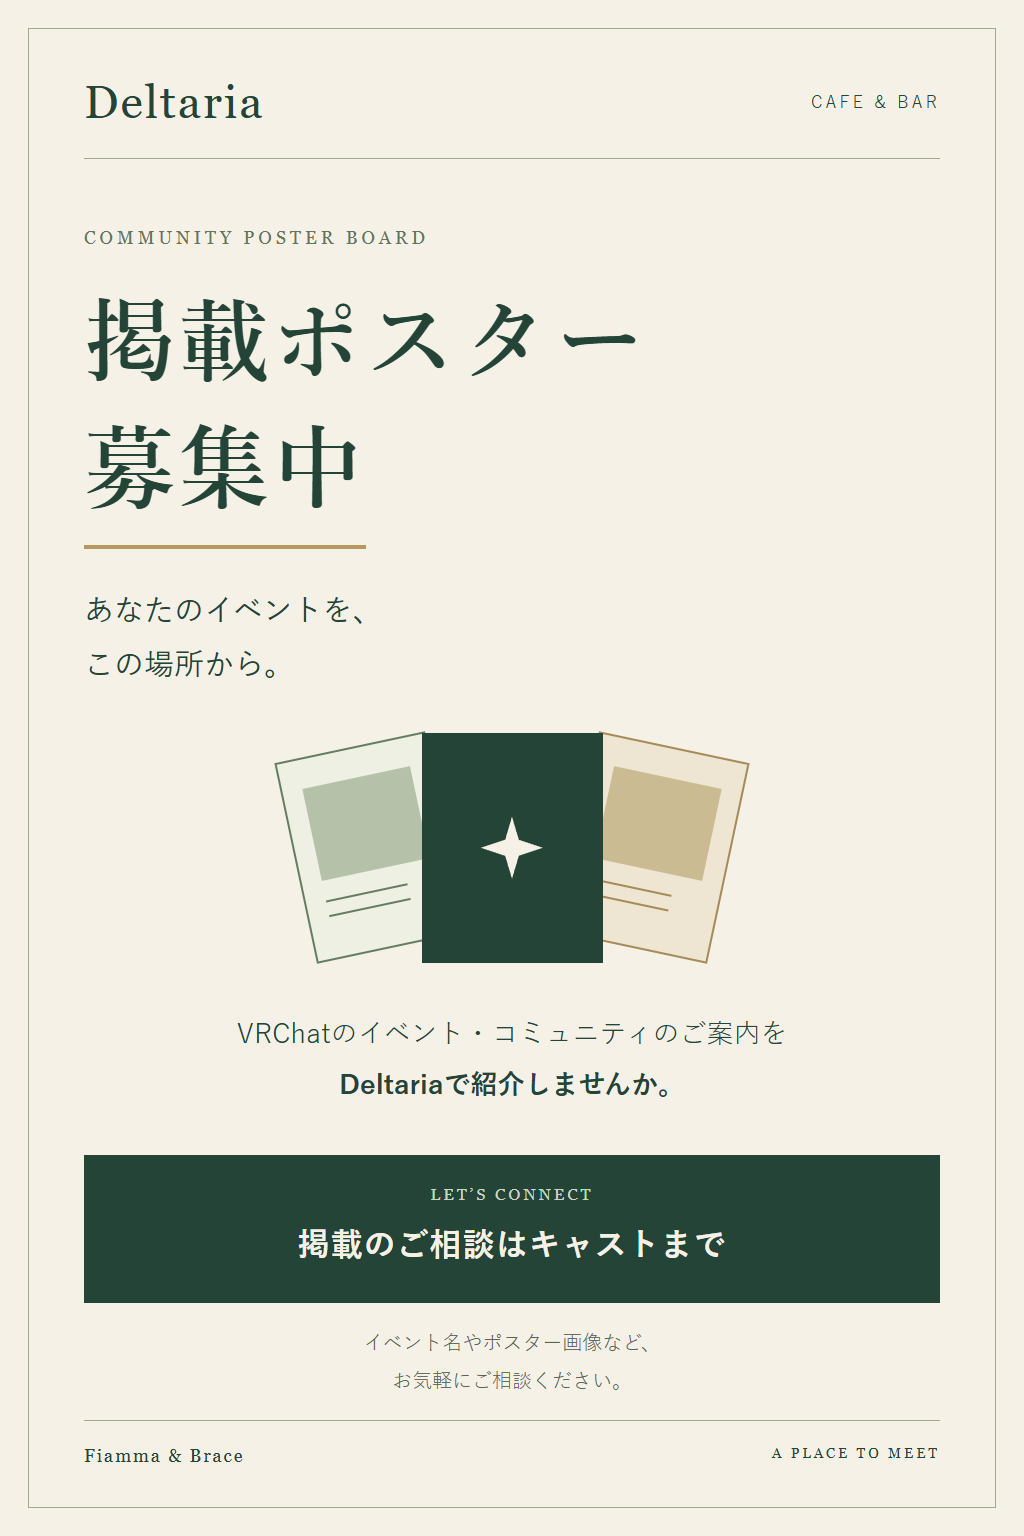 Deltaria
CAFE & BAR
COMMUNITY POSTER BOARD
掲載ポスター
募集中
あなたのイベントを、
この場所から。
VRChatのイベント・コミュニティのご案内を
Deltariaで紹介しませんか。
LET’S CONNECT
掲載のご相談はキャストまで
イベント名やポスター画像など、
お気軽にご相談ください。
Fiamma & Brace
A PLACE TO MEET